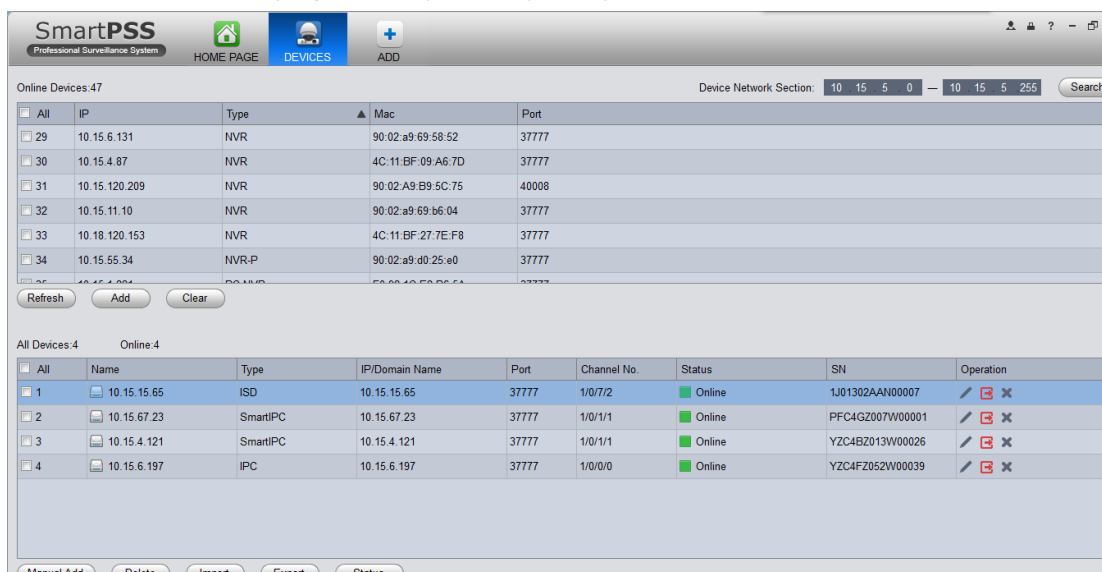 SmartPSS
Professional Surveillance System
HOME PAGE
DEVICES
ADD
?
Online Devices:47
Device Network Section: 10 . 15 . 5 . 0 — 10 . 15 . 5 . 255 Search
All IP Type Mac Port
29 10.15.6.131 NVR 90:02:a9:69:58:52 37777
30 10.15.4.87 NVR 4C:11:BF:09:A6:7D 37777
31 10.15.120.209 NVR 90:02:A9:B9:5C:75 40008
32 10.15.11.10 NVR 90:02:a9:69:b6:04 37777
33 10.18.120.153 NVR 4C:11:BF:27:7E:F8 37777
34 10.15.55.34 NVR-P 90:02:a9:d0:25:e0 37777
Refresh Add Clear
All Devices:4 Online:4
All Name Type IP/Domain Name Port Channel No. Status SN Operation
1 10.15.15.65 ISD 10.15.15.65 37777 1/0/7/2 Online 1J01302AAN00007
2 10.15.67.23 SmartIPC 10.15.67.23 37777 1/0/1/1 Online PFC4GZ007W00001
3 10.15.4.121 SmartIPC 10.15.4.121 37777 1/0/1/1 Online YZC4BZ013W00026
4 10.15.6.197 IPC 10.15.6.197 37777 1/0/0/0 Online YZC4FZ052W00039
Manual Add Delete Import Export Status